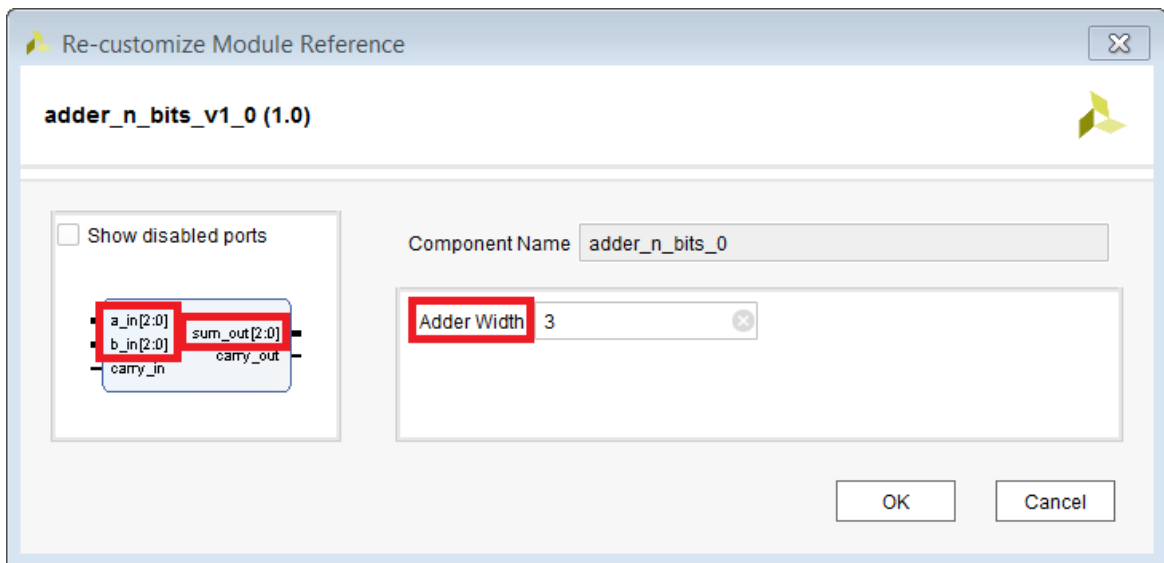 Re-customize Module Reference
adder_n_bits_v1_0 (1.0)
Show disabled ports
a_in[2:0]
b_in[2:0]
carry_in
sum_out[2:0]
carry_out
Component Name adder_n_bits_0
Adder Width 3
OK Cancel